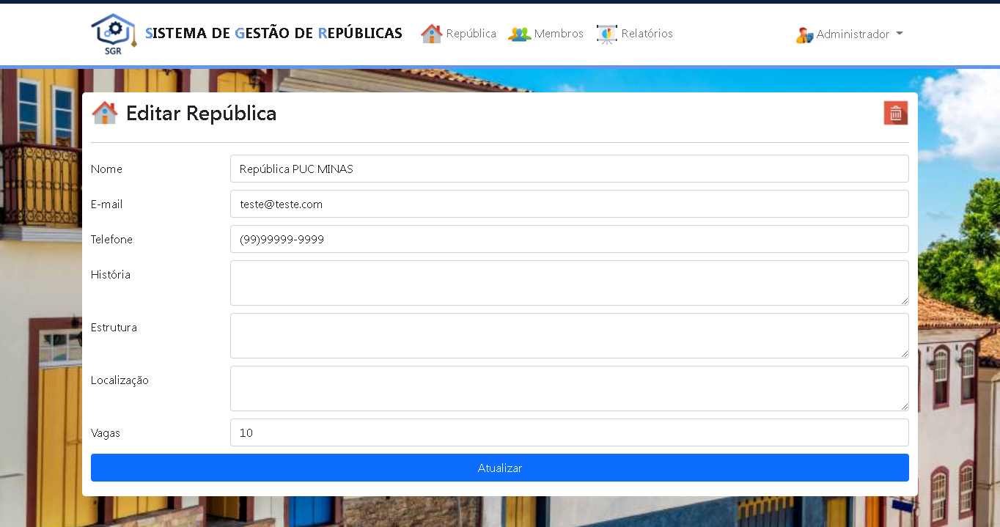 SGR
SISTEMA DE GESTÃO DE REPÚBLICAS
República
Membros
Relatórios
Administrador
Editar República
Nome
República PUC MINAS
E-mail
teste@teste.com
Telefone
(99)99999-9999
História
Estrutura
Localização
Vagas
10
Atualizar